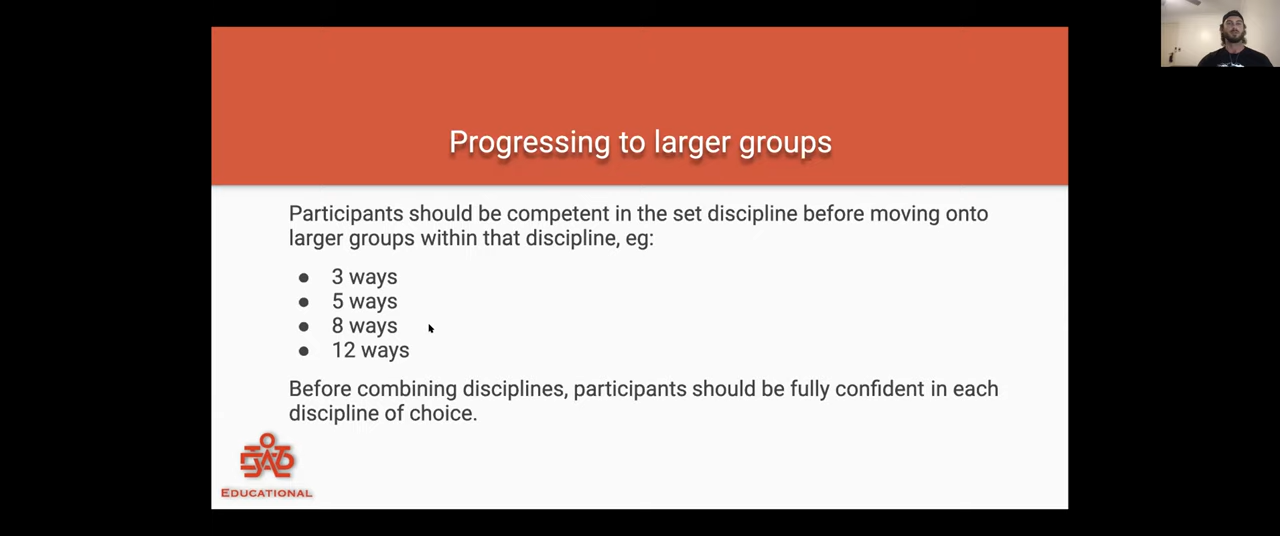 Progressing to larger groups
Participants should be competent in the set discipline before moving onto
larger groups within that discipline, eg:
● 3 ways
● 5 ways
● 8 ways
● 12 ways
Before combining disciplines, participants should be fully confident in each
discipline of choice.
EDUCATIONAL